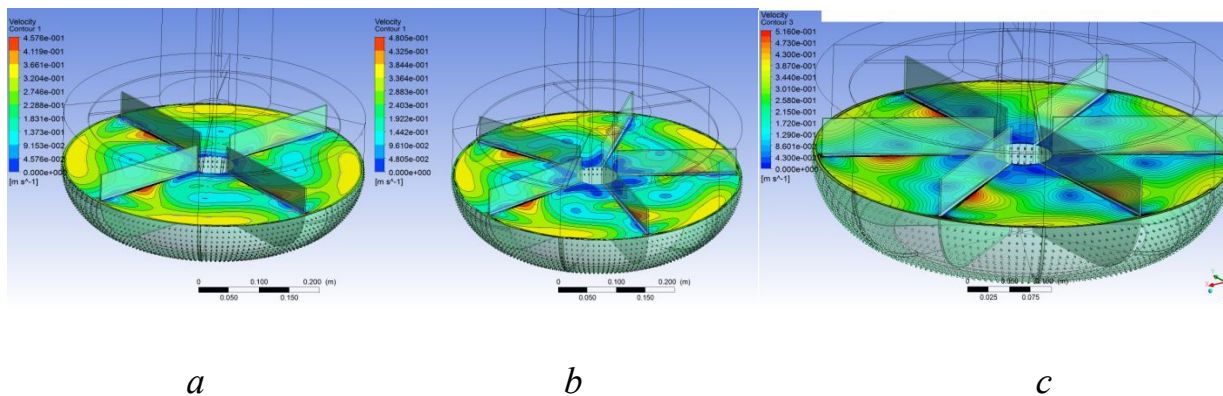 Velocity
Contour 1
4.576e-001
4.119e-001
3.661e-001
3.204e-001
2.746e-001
2.288e-001
1.831e-001
1.373e-001
9.153e-002
4.576e-002
0.000e+000
[m s^-1]
0 0.100 0.200 (m)
0.050 0.150
Velocity
Contour 1
4.805e-001
4.325e-001
3.844e-001
3.364e-001
2.883e-001
2.403e-001
1.922e-001
1.442e-001
9.610e-002
4.805e-002
0.000e+000
[m s^-1]
0 0.100 0.200 (m)
0.050 0.150
Velocity
Contour 3
5.160e-001
4.730e-001
4.300e-001
3.870e-001
3.440e-001
3.010e-001
2.580e-001
2.150e-001
1.720e-001
1.290e-001
8.601e-002
4.300e-002
0.000e+000
[m s^-1]
0 (m)
0.025 0.075
a b c